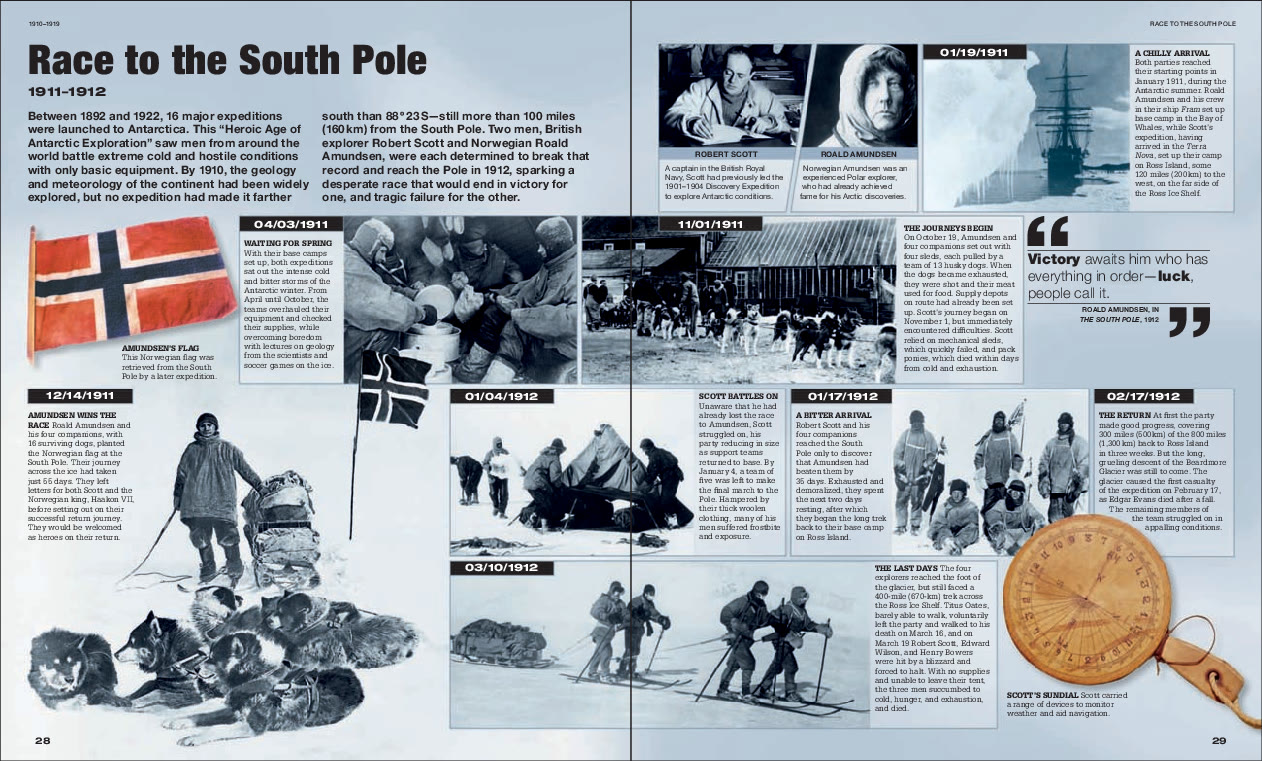 1910–1919
RACE TO THE SOUTH POLE
Race to the South Pole
1911–1912
Between 1892 and 1922, 16 major expeditions
were launched to Antarctica. This “Heroic Age of
Antarctic Exploration” saw men from around the
world battle extreme cold and hostile conditions
with only basic equipment. By 1910, the geology
and meteorology of the continent had been widely
explored, but no expedition had made it farther
south than 88°23S—still more than 100 miles
(160km) from the South Pole. Two men, British
explorer Robert Scott and Norwegian Roald
Amundsen, were each determined to break that
record and reach the Pole in 1912, sparking a
desperate race that would end in victory for
one, and tragic failure for the other.
ROBERT SCOTT
A captain in the British Royal
Navy, Scott had previously led the
1901–1904 Discovery Expedition
to explore Antarctic conditions.
ROALD AMUNDSEN
Norwegian Amundsen was an
experienced Polar explorer,
who had already achieved
fame for his Arctic discoveries.
01/19/1911
A CHILLY ARRIVAL
Both parties reached
their starting points in
January 1911, during the
Antarctic summer. Roald
Amundsen and his crew
in their ship Fram set up
base camp in the Bay of
Whales, while Scott's
expedition, having
arrived in the Terra
Nova, set up their camp
on Ross Island, some
120 miles (200km) to the
west, on the far side of
the Ross Ice Shelf.
AMUNDSEN'S FLAG
This Norwegian flag was
retrieved from the South
Pole by a later expedition.
04/03/1911
WAITING FOR SPRING
With their base camps
set up, both expeditions
sat out the intense cold
and bitter storms of the
Antarctic winter. From
April until October, the
teams overhauled their
equipment and checked
their supplies, while
overcoming boredom
with lectures on geology
from the scientists and
soccer games on the ice.
11/01/1911
THE JOURNEYS BEGIN
On October 19, Amundsen and
four companions set out with
four sleds, each pulled by a
team of 13 husky dogs. When
the dogs became exhausted,
they were shot and their meat
used for food. Supply depots
on route had already been set
up. Scott's journey began on
November 1, but immediately
encountered difficulties. Scott
relied on mechanical sleds,
which quickly failed, and pack
ponies, which died within days
from cold and exhaustion.
“
Victory awaits him who has
everything in order—luck,
people call it.
ROALD AMUNDSEN, IN
THE SOUTH POLE, 1912
”
12/14/1911
AMUNDSEN WINS THE
RACE Roald Amundsen and
his four companions, with
16 surviving dogs, planted
the Norwegian flag at the
South Pole. Their journey
across the ice had taken
just 55 days. They left
letters for both Scott and the
Norwegian king, Haakon VII,
before setting out on their
successful return journey.
They would be welcomed
as heroes on their return.
01/04/1912
SCOTT BATTLES ON
Unaware that he had
already lost the race
to Amundsen, Scott
struggled on, his
party reducing in size
as support teams
returned to base. By
January 4, a team of
five was left to make
the final march to the
Pole. Hampered by
their thick woolen
clothing, many of his
men suffered frostbite
and exposure.
01/17/1912
A BITTER ARRIVAL
Robert Scott and his
four companions
reached the South
Pole only to discover
that Amundsen had
beaten them by
35 days. Exhausted and
demoralized, they spent
the next two days
resting, after which
they began the long trek
back to their base camp
on Ross Island.
02/17/1912
THE RETURN At first the party
made good progress, covering
300 miles (500km) of the 800 miles
(1,300km) back to Ross Island
in three weeks. But the long,
grueling descent of the Beardmore
Glacier was still to come. The
glacier caused the first casualty
of the expedition on February 17,
as Edgar Evans died after a fall.
The remaining members of
the team struggled on in
appalling conditions.
03/10/1912
THE LAST DAYS The four
explorers reached the foot of
the glacier, but still faced a
400-mile (670-km) trek across
the Ross Ice Shelf. Titus Oates,
barely able to walk, voluntarily
left the party and walked to his
death on March 16, and on
March 19 Robert Scott, Edward
Wilson, and Henry Bowers
were hit by a blizzard and
forced to halt. With no supplies
and unable to leave their tent,
the three men succumbed to
cold, hunger, and exhaustion,
and died.
SCOTT'S SUNDIAL Scott carried
a range of devices to monitor
weather and aid navigation.
28
29